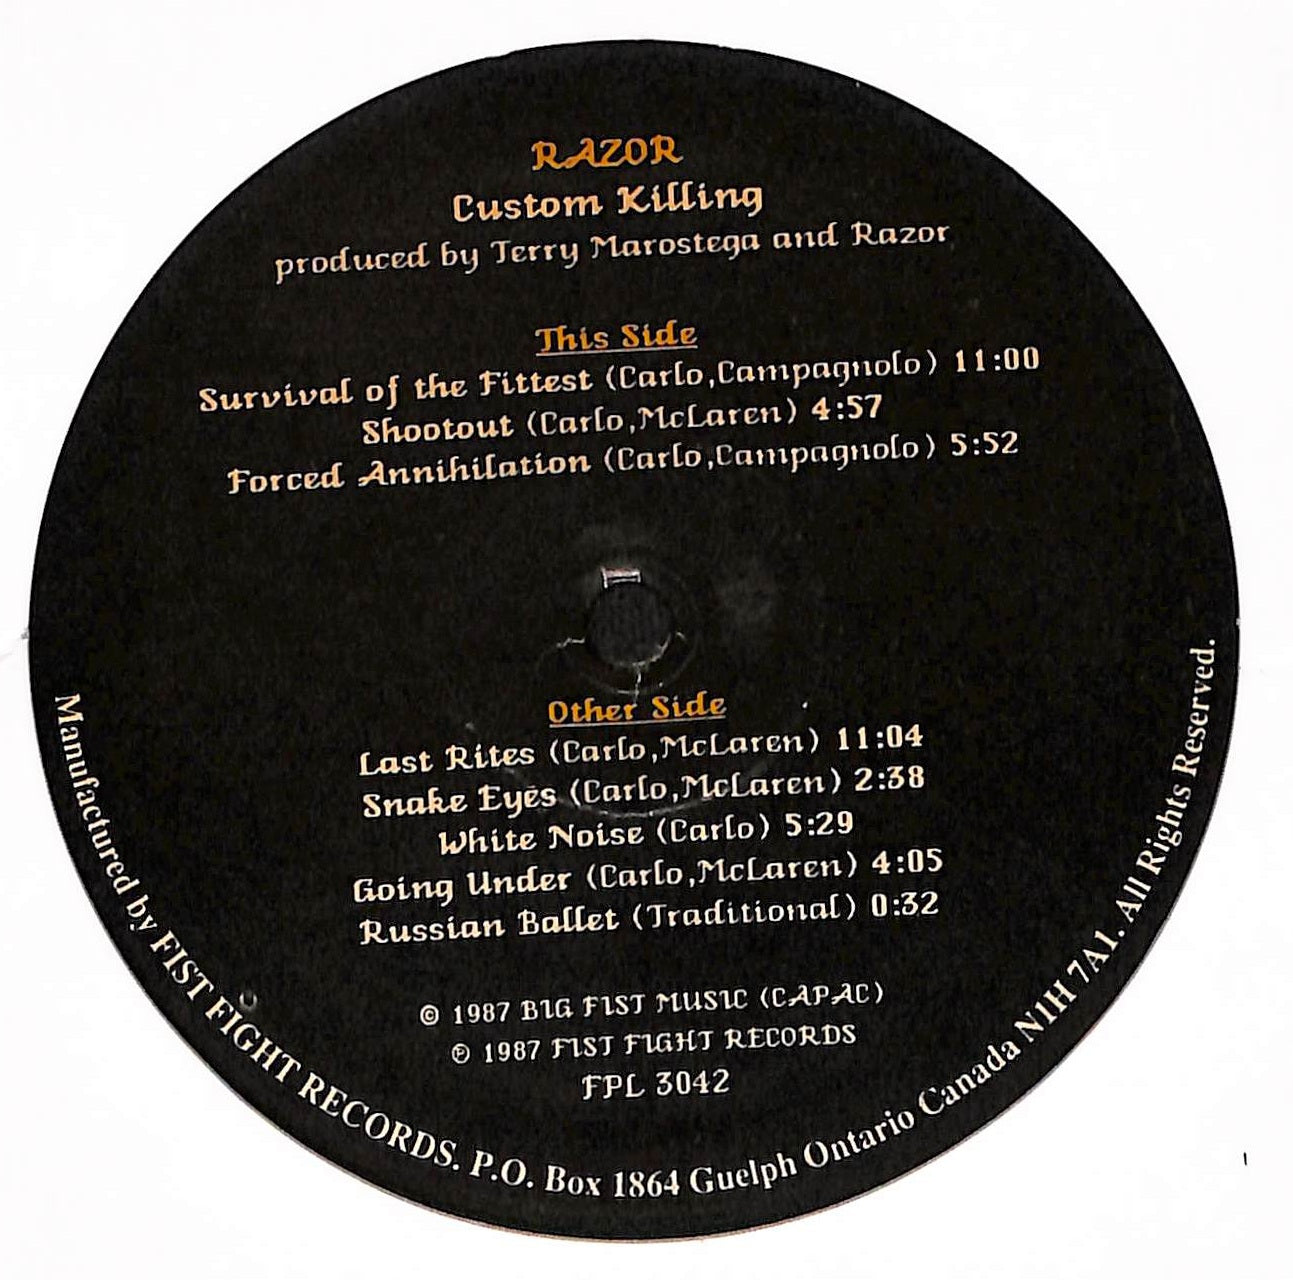 RAZOR
Custom Killing
produced by Terry Marostega and Razor
This Side
Survival of the Fittest (Carlo,Campagnolo) 11:00
Shootout (Carlo,McLaren) 4:57
Forced Annihilation (Carlo,Campagnolo) 5:52
Other Side
Last Rites (Carlo,McLaren) 11:04
Snake Eyes (Carlo,McLaren) 2:38
White Noise (Carlo) 5:29
Going Under (Carlo,McLaren) 4:05
Russian Ballet (Traditional) 0:32
© 1987 BIG FIST MUSIC (CAPAC)
℗ 1987 FIST FIGHT RECORDS
FPL 3042
Manufactured by FIST FIGHT RECORDS. P.O. Box 1864 Guelph Ontario Canada N1H 7A1. All Rights Reserved.